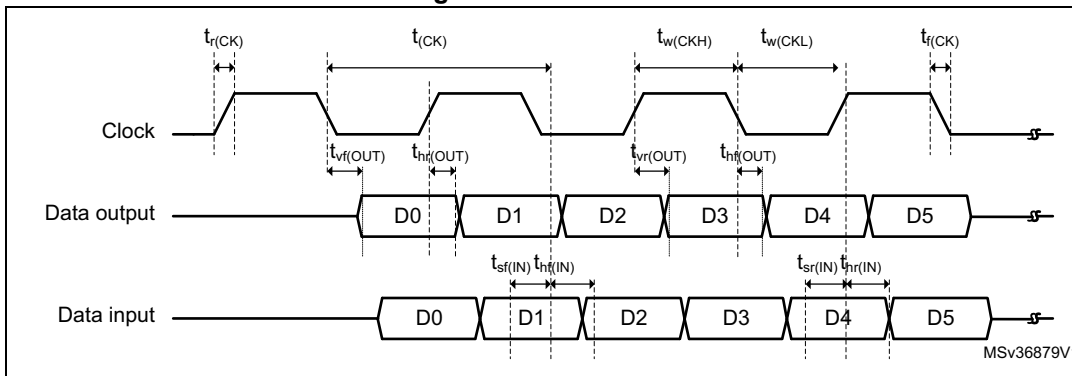 tr(CK) t(CK) tw(CKH) tw(CKL) tf(CK)
Clock
tvf(OUT) thr(OUT) tvr(OUT) thf(OUT)
Data output D0 D1 D2 D3 D4 D5
tsf(IN) thf(IN) tsr(IN) thr(IN)
Data input D0 D1 D2 D3 D4 D5